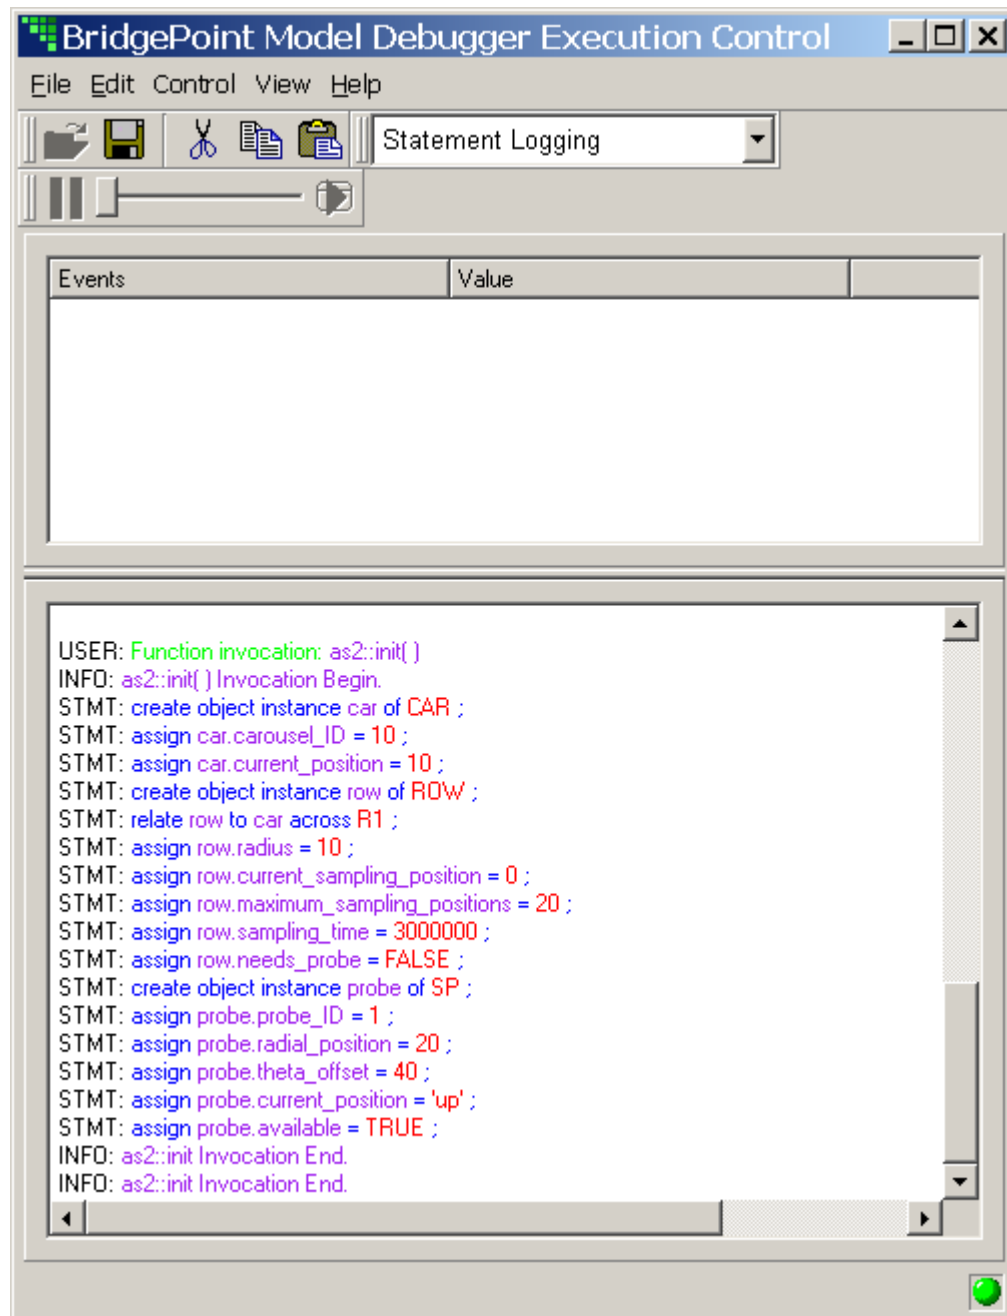 BridgePoint Model Debugger Execution Control
File Edit Control View Help
Statement Logging
Events Value
USER: Function invocation: as2::init( )
INFO: as2::init( ) Invocation Begin.
STMT: create object instance car of CAR ;
STMT: assign car.carousel_ID = 10 ;
STMT: assign car.current_position = 10 ;
STMT: create object instance row of ROW ;
STMT: relate row to car across R1 ;
STMT: assign row.radius = 10 ;
STMT: assign row.current_sampling_position = 0 ;
STMT: assign row.maximum_sampling_positions = 20 ;
STMT: assign row.sampling_time = 3000000 ;
STMT: assign row.needs_probe = FALSE ;
STMT: create object instance probe of SP ;
STMT: assign probe.probe_ID = 1 ;
STMT: assign probe.radial_position = 20 ;
STMT: assign probe.theta_offset = 40 ;
STMT: assign probe.current_position = 'up' ;
STMT: assign probe.available = TRUE ;
INFO: as2::init Invocation End.
INFO: as2::init Invocation End.